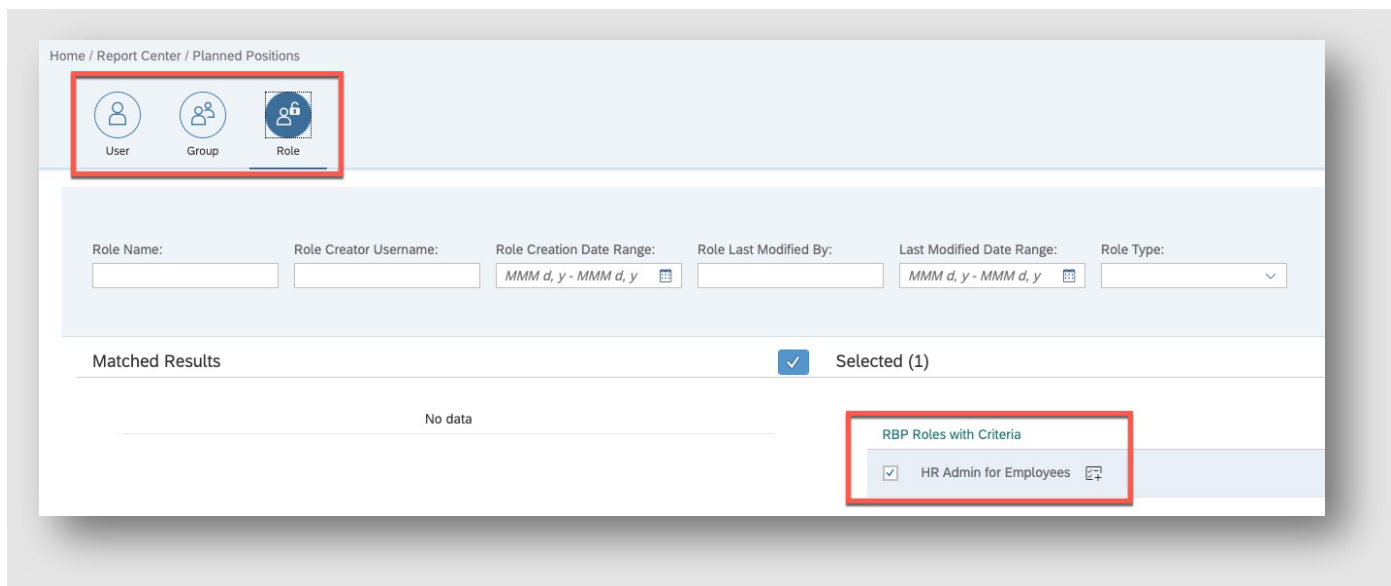 Home / Report Center / Planned Positions
User Group Role
Role Name: Role Creator Username: Role Creation Date Range: Role Last Modified By: Last Modified Date Range: Role Type:
MMM d, y - MMM d, y MMM d, y - MMM d, y
Matched Results Selected (1)
No data
RBP Roles with Criteria
HR Admin for Employees